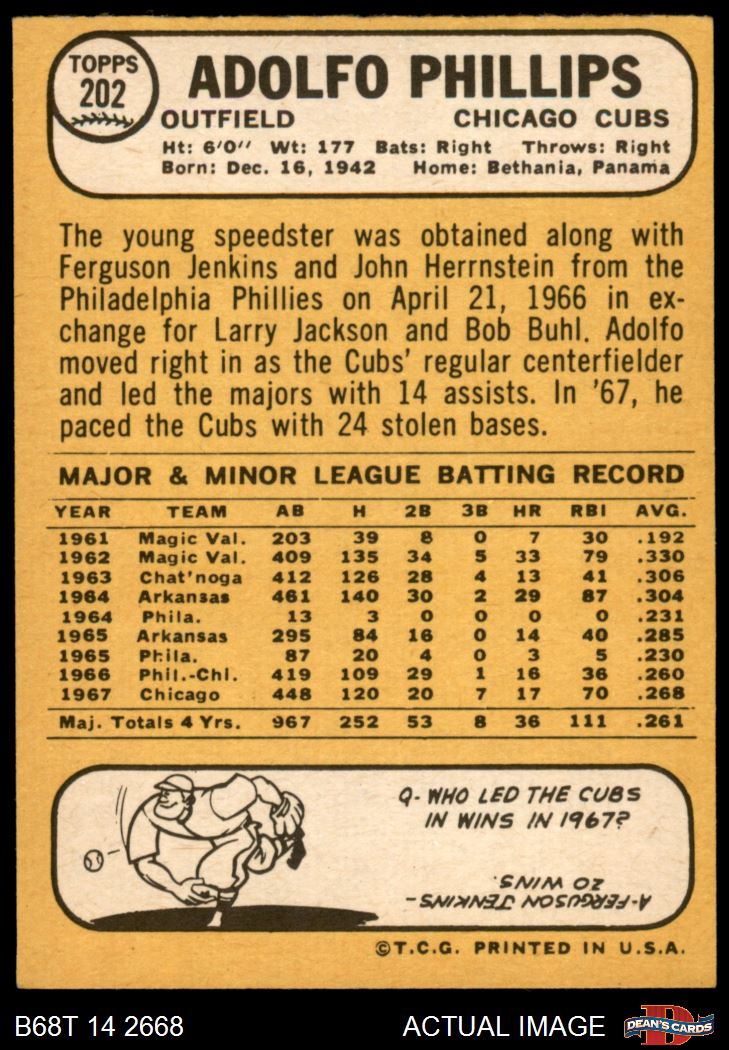 TOPPS
202
ADOLFO PHILLIPS
OUTFIELD CHICAGO CUBS
Ht: 6'0" Wt: 177 Bats: Right Throws: Right
Born: Dec. 16, 1942 Home: Bethania, Panama
The young speedster was obtained along with
Ferguson Jenkins and John Herrnstein from the
Philadelphia Phillies on April 21, 1966 in ex-
change for Larry Jackson and Bob Buhl. Adolfo
moved right in as the Cubs' regular centerfielder
and led the majors with 14 assists. In '67, he
paced the Cubs with 24 stolen bases.
MAJOR & MINOR LEAGUE BATTING RECORD
YEAR TEAM AB H 2B 3B HR RBI AVG.
1961 Magic Val. 203 39 8 0 7 30 .192
1962 Magic Val. 409 135 34 5 33 79 .330
1963 Chat'noga 412 126 28 4 13 41 .306
1964 Arkansas 461 140 30 2 29 87 .304
1964 Phila. 13 3 0 0 0 0 .231
1965 Arkansas 295 84 16 0 14 40 .285
1965 Phila. 87 20 4 0 3 5 .230
1966 Phil.-Chi. 419 109 29 1 16 36 .260
1967 Chicago 448 120 20 7 17 70 .268
Maj. Totals 4 Yrs. 967 252 53 8 36 111 .261
Q- WHO LED THE CUBS
IN WINS IN 1967?
A-FERGUSON JENKINS-
20 WINS.
©T.C.G. PRINTED IN U.S.A.
B68T 14 2668 ACTUAL IMAGE DEAN'S CARDS